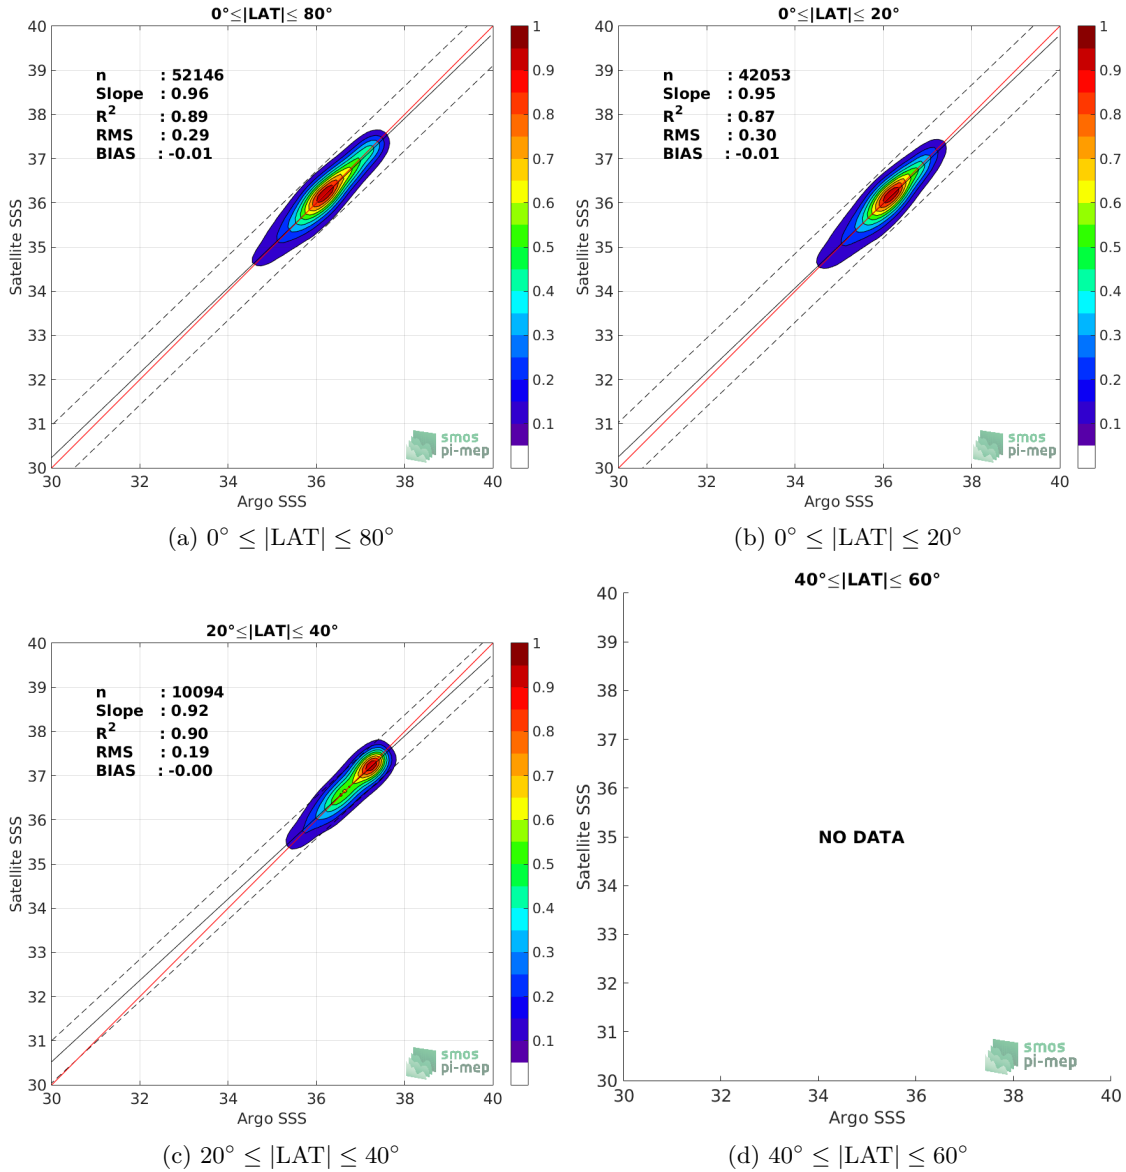 0°≤|LAT|≤ 80°
40
39
38
37
36
35
34
33
32
31
30
Satellite SSS
n : 52146
Slope : 0.96
R² : 0.89
RMS : 0.29
BIAS : -0.01
smos
pi-mep
30 32 34 36 38 40
Argo SSS
1
0.9
0.8
0.7
0.6
0.5
0.4
0.3
0.2
0.1
(a) 0° ≤ |LAT| ≤ 80°
0°≤|LAT|≤ 20°
40
39
38
37
36
35
34
33
32
31
30
Satellite SSS
n : 42053
Slope : 0.95
R² : 0.87
RMS : 0.30
BIAS : -0.01
smos
pi-mep
30 32 34 36 38 40
Argo SSS
1
0.9
0.8
0.7
0.6
0.5
0.4
0.3
0.2
0.1
(b) 0° ≤ |LAT| ≤ 20°
20°≤|LAT|≤ 40°
40
39
38
37
36
35
34
33
32
31
30
Satellite SSS
n : 10094
Slope : 0.92
R² : 0.90
RMS : 0.19
BIAS : -0.00
smos
pi-mep
30 32 34 36 38 40
Argo SSS
1
0.9
0.8
0.7
0.6
0.5
0.4
0.3
0.2
0.1
(c) 20° ≤ |LAT| ≤ 40°
40°≤|LAT|≤ 60°
40
39
38
37
36
35
34
33
32
31
30
Satellite SSS
NO DATA
smos
pi-mep
30 32 34 36 38 40
Argo SSS
(d) 40° ≤ |LAT| ≤ 60°